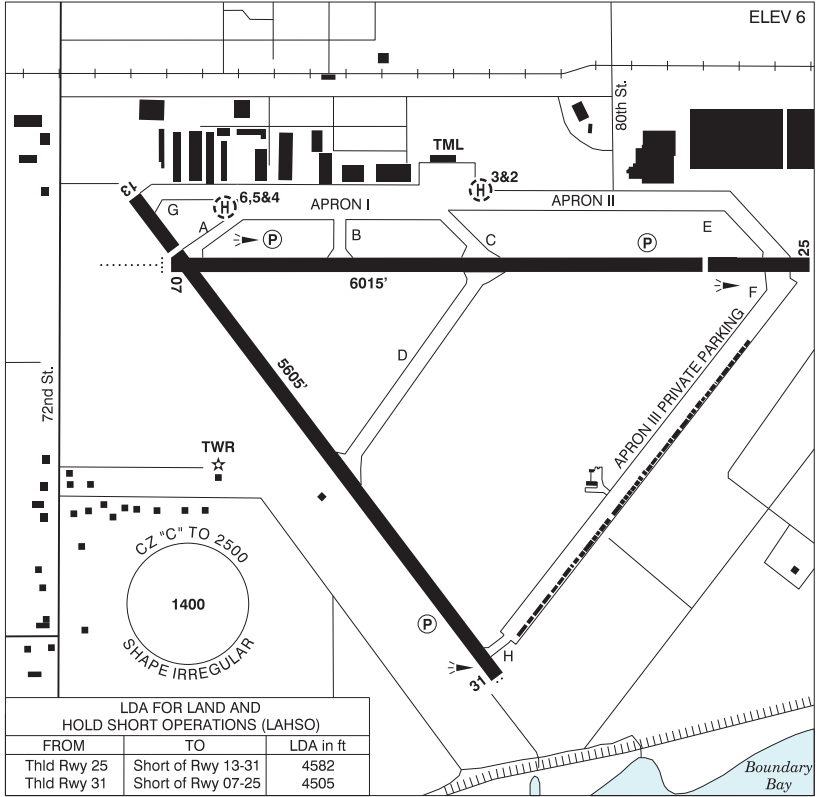 ELEV 6
80th St.
TML
13
6,5&4
H
3&2
H
G
A
APRON I
APRON II
P
B
C
P
E
25
07
6015'
F
72nd St.
5605'
D
APRON III PRIVATE PARKING
TWR
CZ "C" TO 2500
1400
SHAPE IRREGULAR
P
H
31
LDA FOR LAND AND
HOLD SHORT OPERATIONS (LAHSO)
FROM TO LDA in ft
Thld Rwy 25 Short of Rwy 13-31 4582
Thld Rwy 31 Short of Rwy 07-25 4505
Boundary
Bay